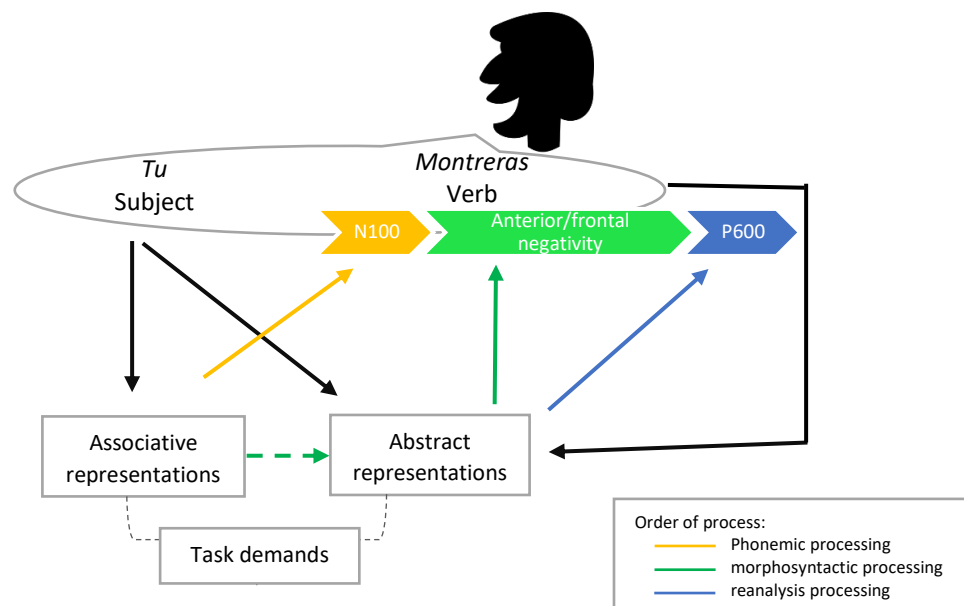 Tu
Subject
Montreras
Verb
N100
Anterior/frontal
negativity
P600
Associative
representations
Abstract
representations
Task demands
Order of process:
Phonemic processing
morphosyntactic processing
reanalysis processing